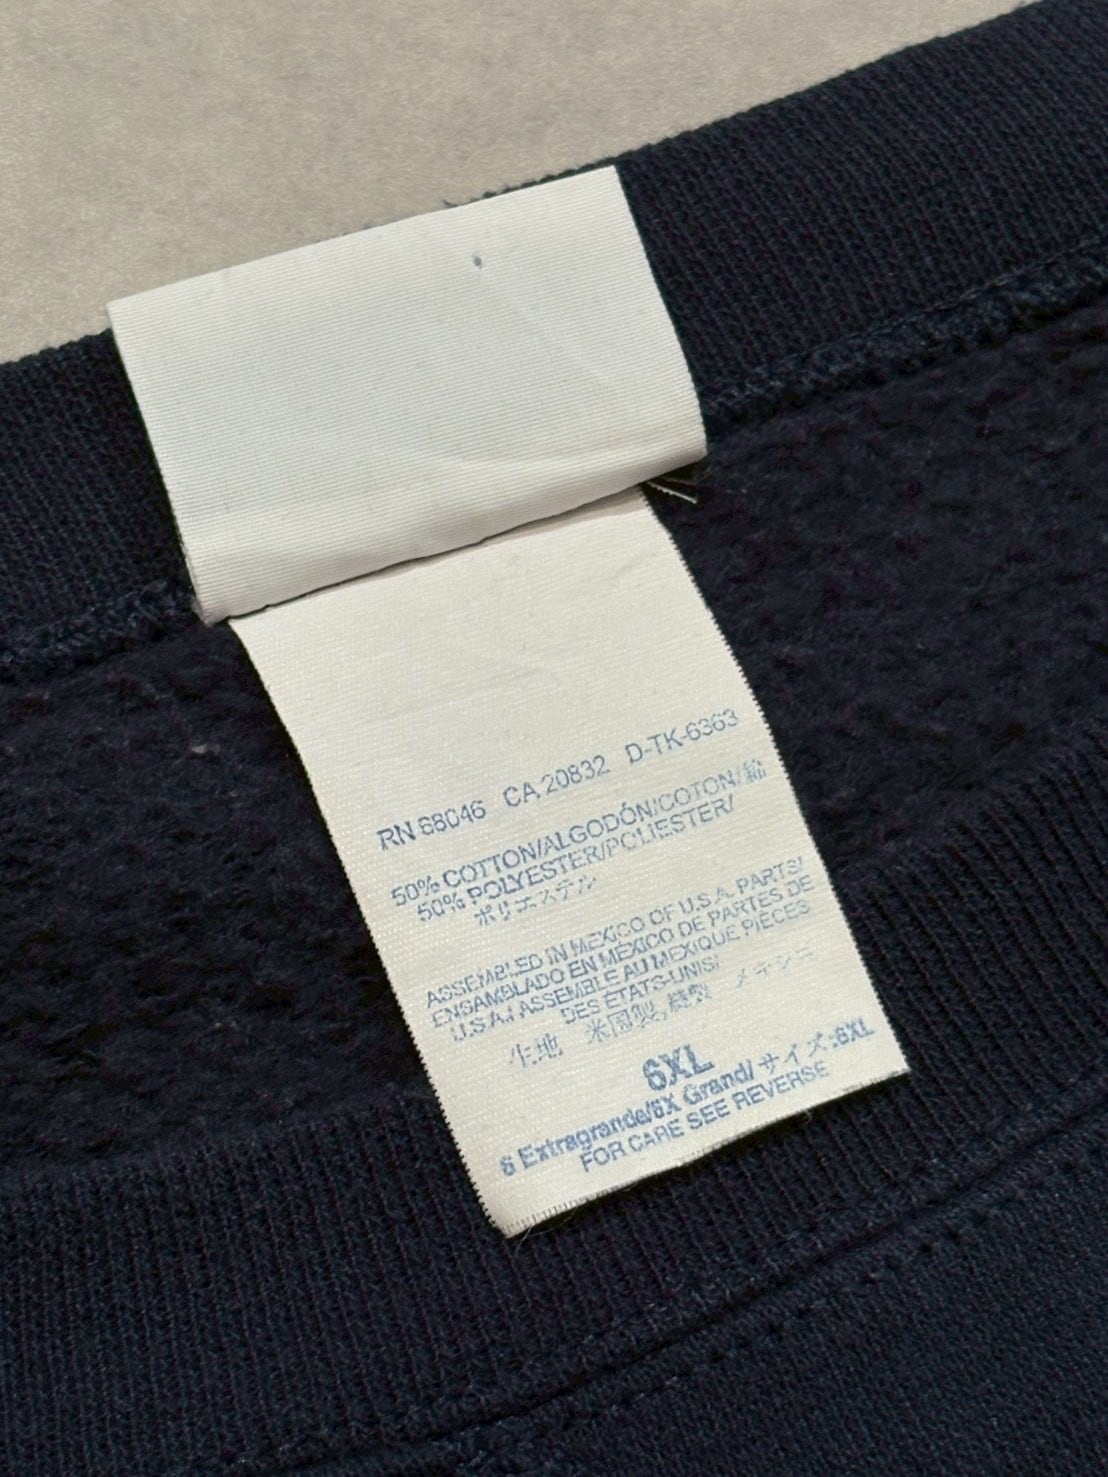 RN 88046 CA 20832 D-TK-6363
50% COTTON/ALGODÓN/COTON/綿
50% POLYESTER/POLIESTER/
ポリエステル
ASSEMBLED IN MEXICO OF U.S.A. PARTS/
ENSAMBLADO EN MÉXICO DE PARTES DE
U.S.A./ ASSEMBLE AU MEXIQUE PIÈCES
DES ÉTATS-UNIS/
生地 米国製, 縫製 メキシコ
6XL
6 Extragrande/6X Grand/ サイズ:6XL
FOR CARE SEE REVERSE